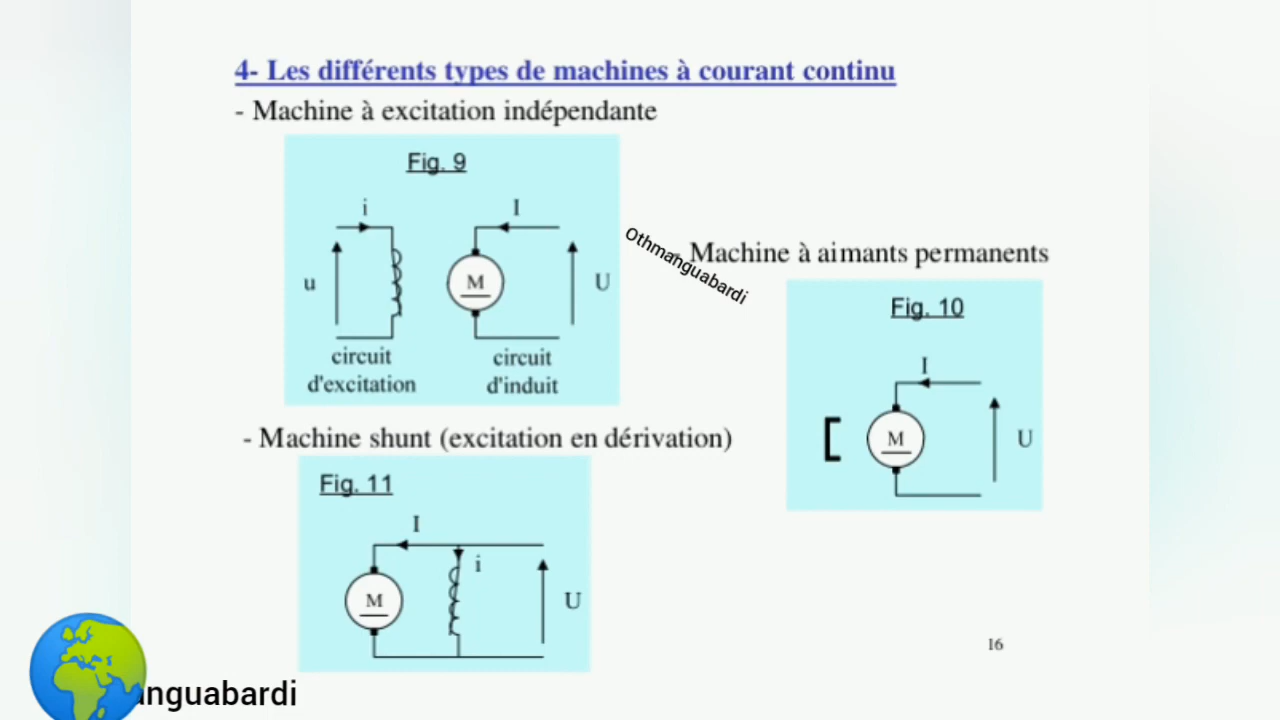 4- Les différents types de machines à courant continu
- Machine à excitation indépendante
Fig. 9
i
I
u
M
U
circuit
d'excitation
circuit
d'induit
Othmanguabardi
- Machine à aimants permanents
Fig. 10
I
M
U
- Machine shunt (excitation en dérivation)
Fig. 11
I
i
M
U
16
anguabardi